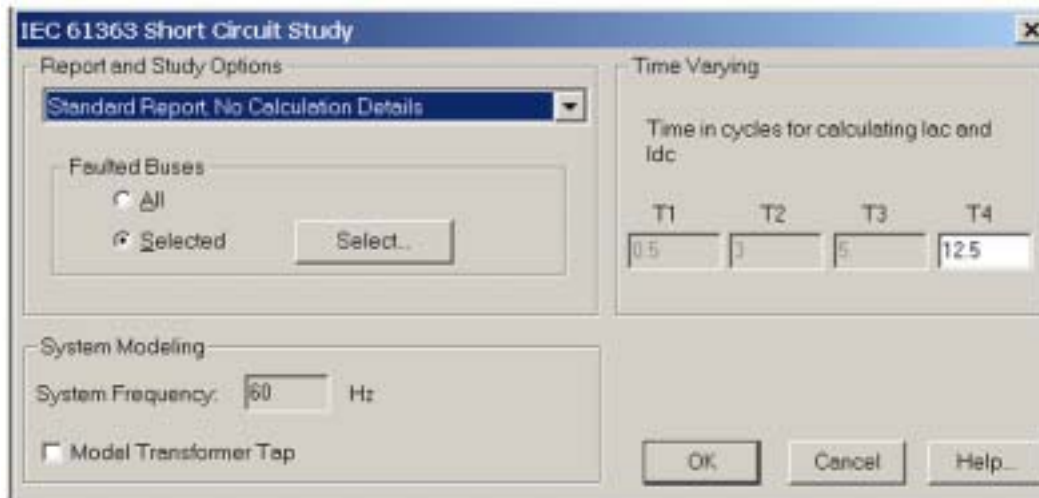 IEC 61363 Short Circuit Study
Report and Study Options
Standard Report, No Calculation Details
Faulted Buses
All
Selected
Select..
Time Varying
Time in cycles for calculating Iac and
Idc
T1 T2 T3 T4
0.5 3 5 12.5
System Modeling
System Frequency: 60 Hz
Model Transformer Tap
OK Cancel Help...